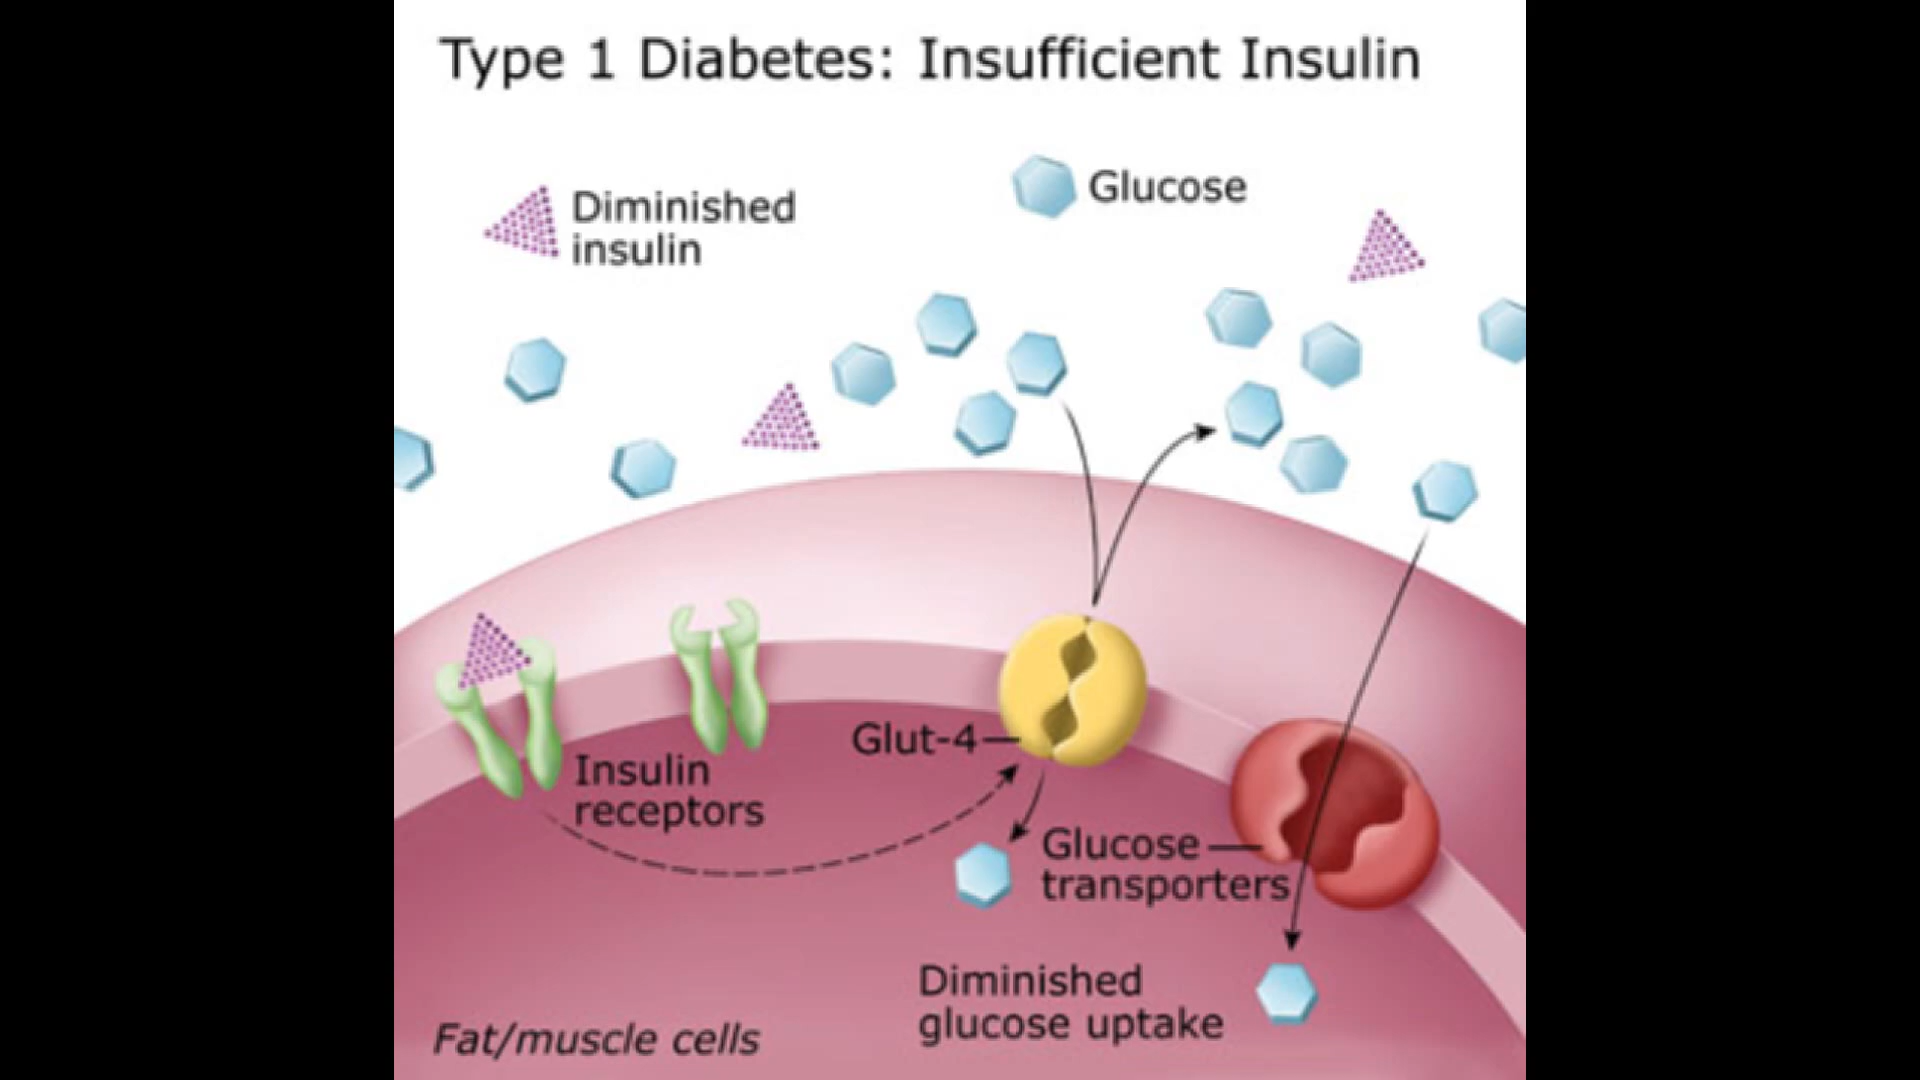 Type 1 Diabetes: Insufficient Insulin
Diminished
insulin
Glucose
Glut-4
Insulin
receptors
Glucose
transporters
Diminished
glucose uptake
Fat/muscle cells